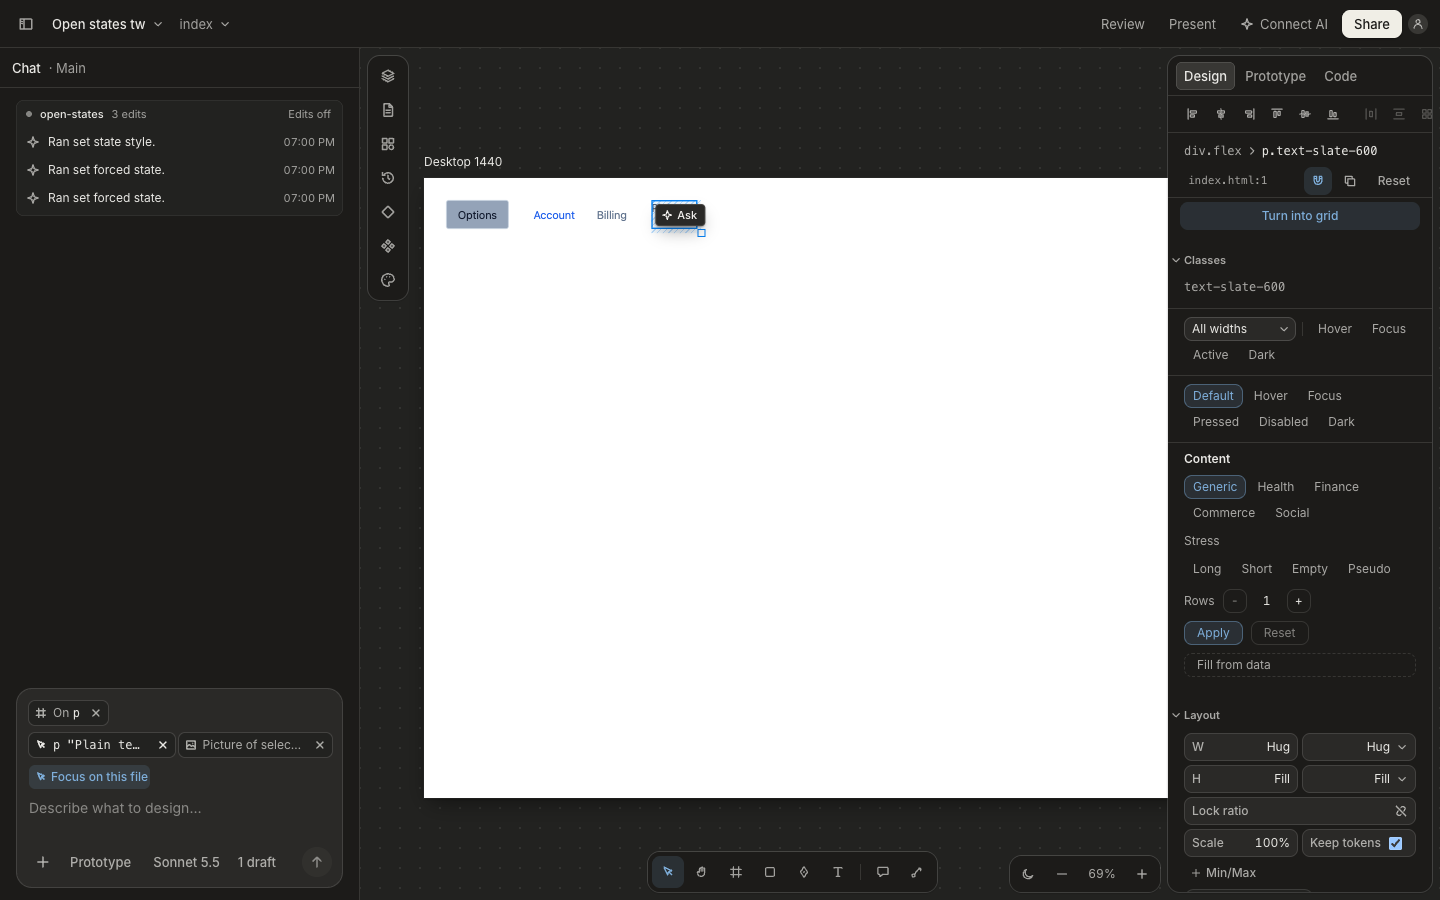 Open states tw
index
Review
Present
Connect AI
Share
Chat · Main
open-states 3 edits Edits off
Ran set state style. 07:00 PM
Ran set forced state. 07:00 PM
Ran set forced state. 07:00 PM
On p
p "Plain te…
Picture of selec…
Focus on this file
Describe what to design…
Prototype
Sonnet 5.5
1 draft
Desktop 1440
Options
Account
Billing
Ask
69%
Design Prototype Code
div.flex > p.text-slate-600
index.html:1
Reset
Turn into grid
Classes
text-slate-600
All widths Hover Focus
Active Dark
Default Hover Focus
Pressed Disabled Dark
Content
Generic Health Finance
Commerce Social
Stress
Long Short Empty Pseudo
Rows - 1 +
Apply Reset
Fill from data
Layout
W Hug Hug
H Fill Fill
Lock ratio
Scale 100% Keep tokens
+ Min/Max